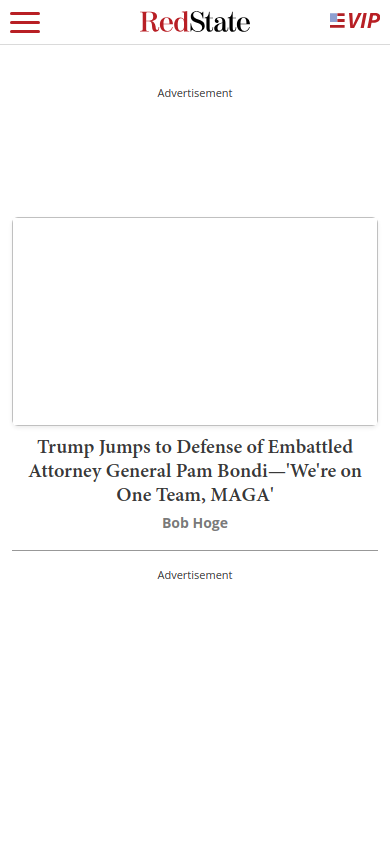 RedState
VIP
Advertisement
Trump Jumps to Defense of Embattled
Attorney General Pam Bondi—'We're on
One Team, MAGA'
Bob Hoge
Advertisement